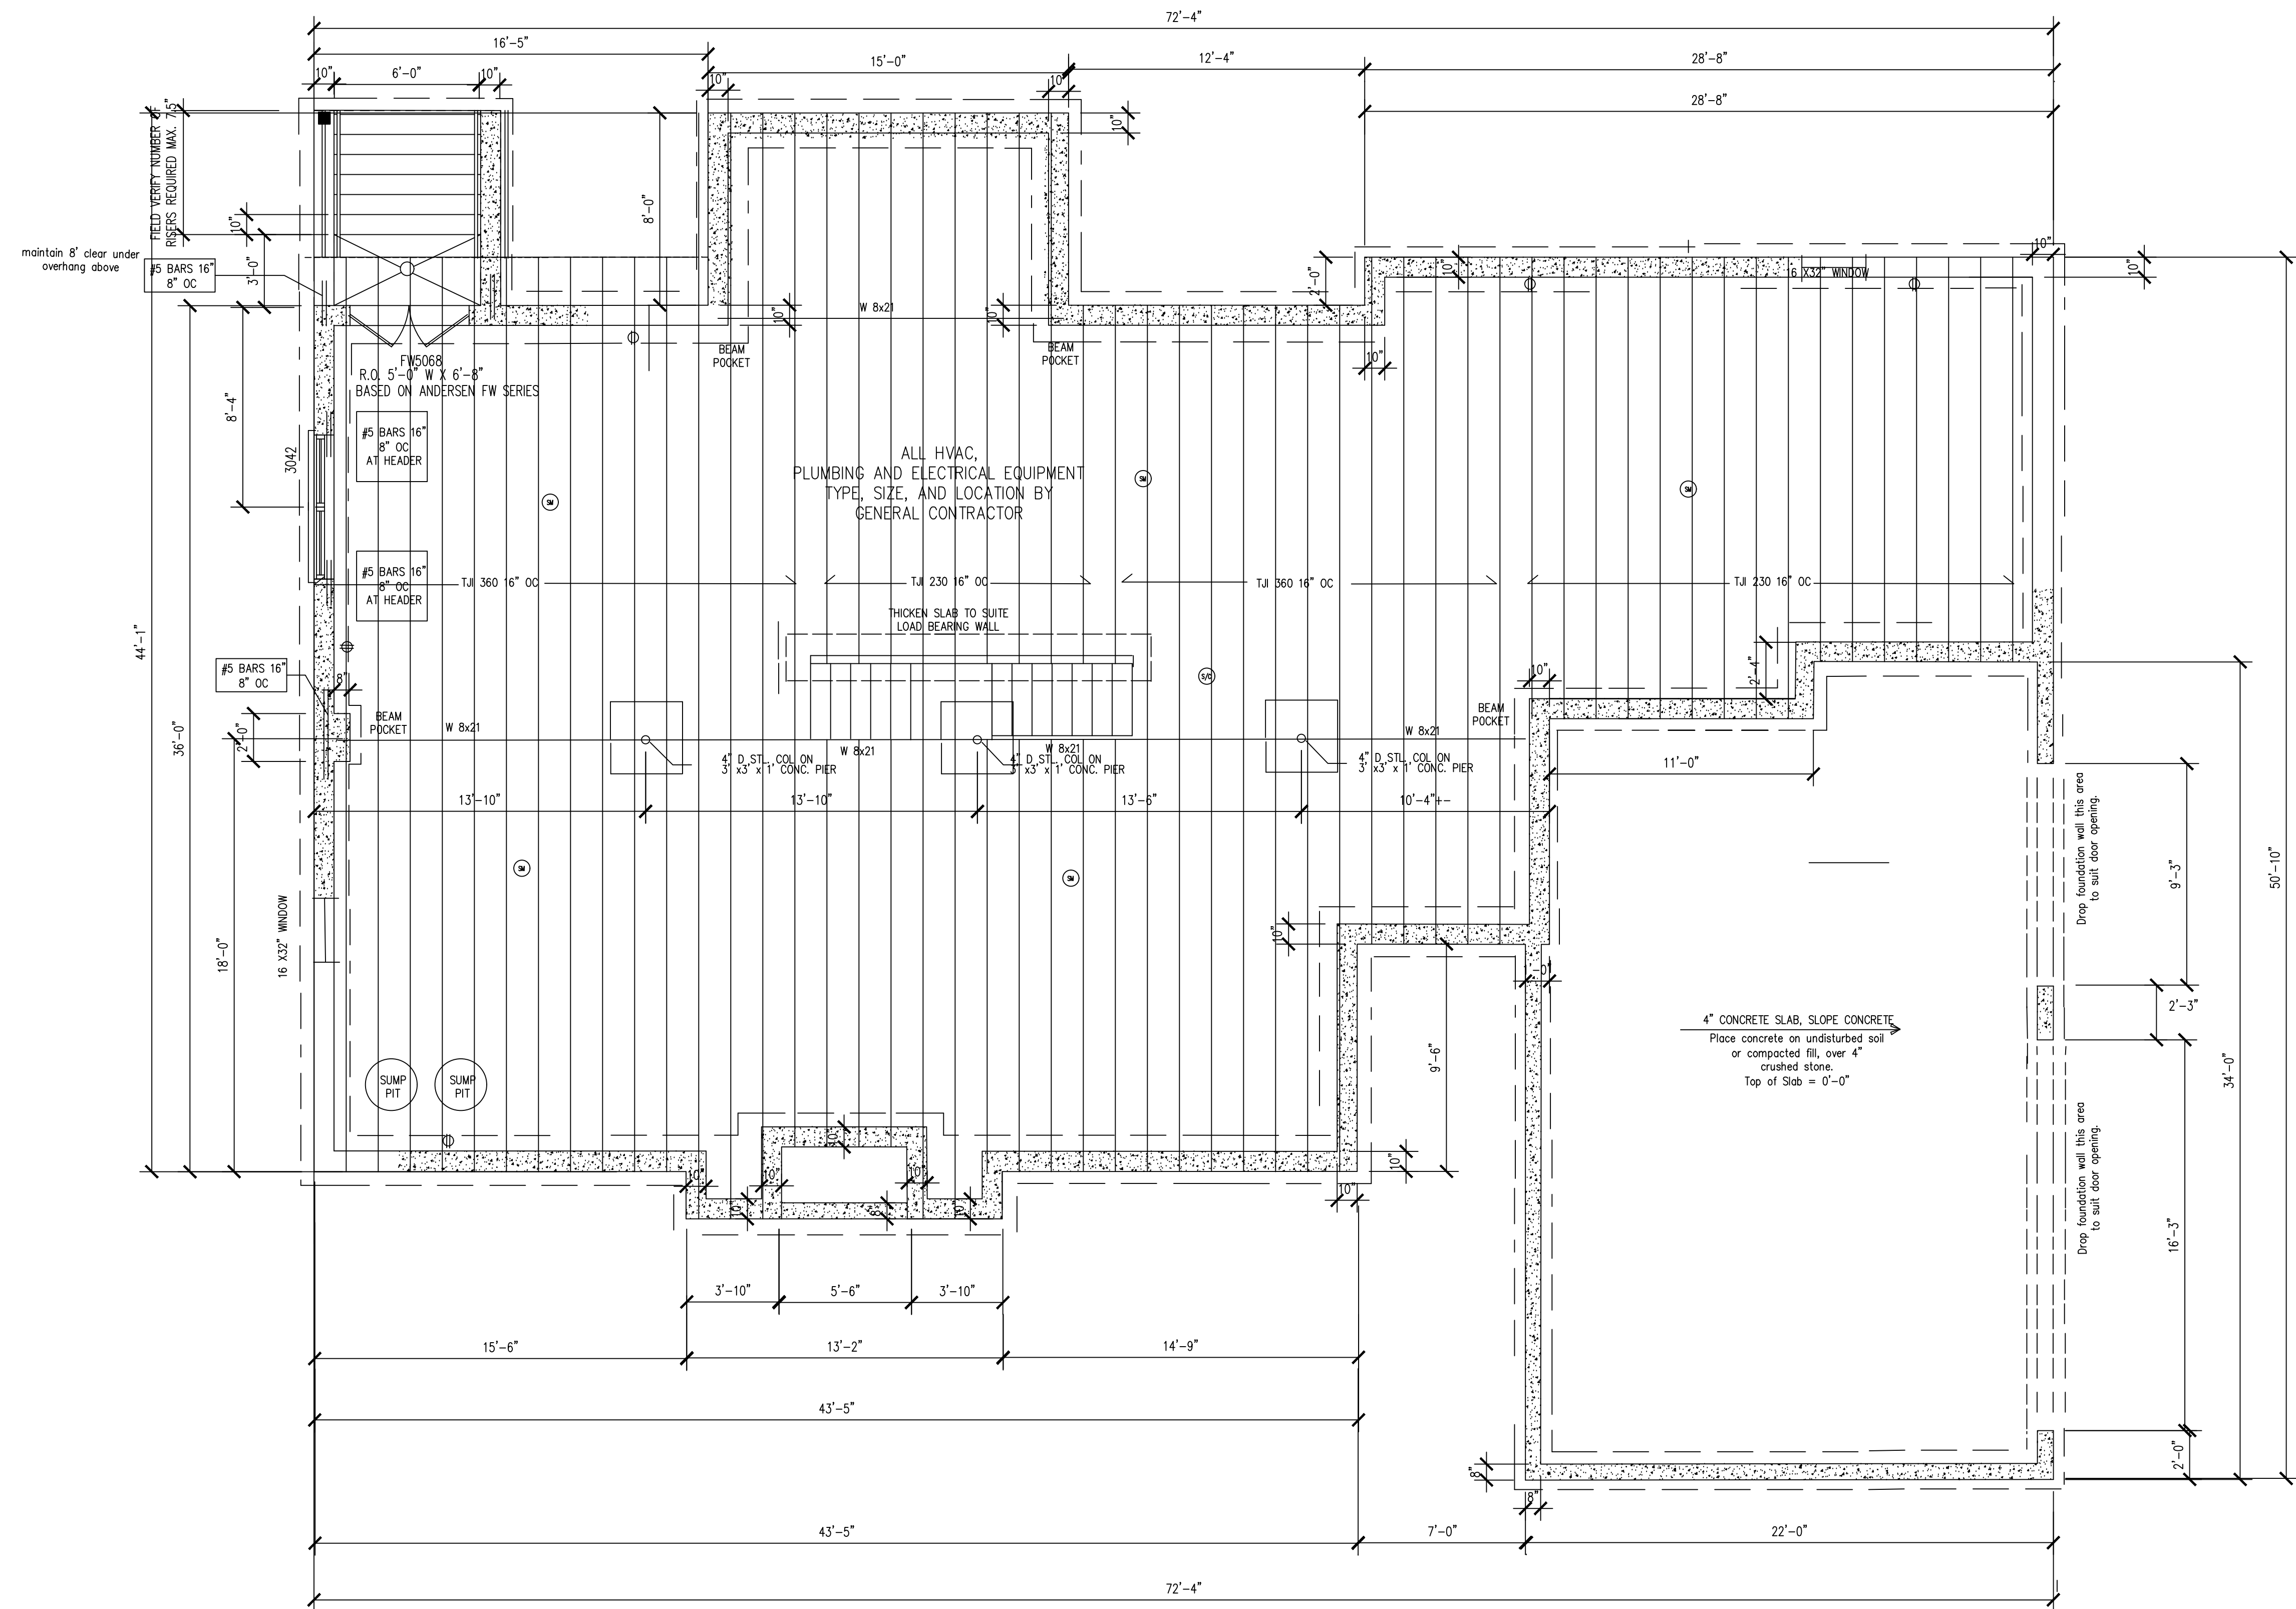 72'-4"
16'-5"
15'-0"
12'-4"
28'-8"
10"
6'-0"
10"
10"
10"
28'-8"
FIELD VERIFY NUMBER OF
RISERS REQUIRED MAX. 7.5"
10"
8'-0"
10"
3'-0"
maintain 8' clear under
overhang above
#5 BARS 16"
8" OC
2'-0"
10"
6 X32" WINDOW
10"
10"
W 8x21
10"
10"
BEAM
POCKET
BEAM
POCKET
10"
FW5068
R.O. 5'-0" W X 6'-8"
BASED ON ANDERSEN FW SERIES
8'-4"
3042
#5 BARS 16"
8" OC
AT HEADER
ALL HVAC,
PLUMBING AND ELECTRICAL EQUIPMENT
TYPE, SIZE, AND LOCATION BY
GENERAL CONTRACTOR
SM
SM
SM
#5 BARS 16"
8" OC
AT HEADER
TJI 360 16" OC
TJI 230 16" OC
TJI 360 16" OC
TJI 230 16" OC
THICKEN SLAB TO SUITE
LOAD BEARING WALL
44'-1"
36'-0"
#5 BARS 16"
8" OC
8"
S/C
10"
2'-4"
2'-0"
BEAM
POCKET
W 8x21
W 8x21
W 8x21
BEAM
POCKET
W 8x21
4" D STL. COL ON
3' x3' x 1' CONC. PIER
4" D STL. COL ON
3' x3' x 1' CONC. PIER
4" D STL. COL ON
3' x3' x 1' CONC. PIER
11'-0"
13'-10"
13'-10"
13'-6"
10'-4"+-
Drop foundation wall this area
to suit door opening.
9'-3"
50'-10"
SM
SM
18'-0"
16 X32" WINDOW
10"
-0"
2'-3"
9'-6"
4" CONCRETE SLAB, SLOPE CONCRETE
Place concrete on undisturbed soil
or compacted fill, over 4"
crushed stone.
Top of Slab = 0'-0"
34'-0"
SUMP
PIT
SUMP
PIT
10"
10"
10"
10"
10"
10"
8"
10"
10"
Drop foundation wall this area
to suit door opening.
16'-3"
3'-10"
5'-6"
3'-10"
15'-6"
13'-2"
14'-9"
43'-5"
8"
8"
2'-0"
43'-5"
7'-0"
22'-0"
72'-4"